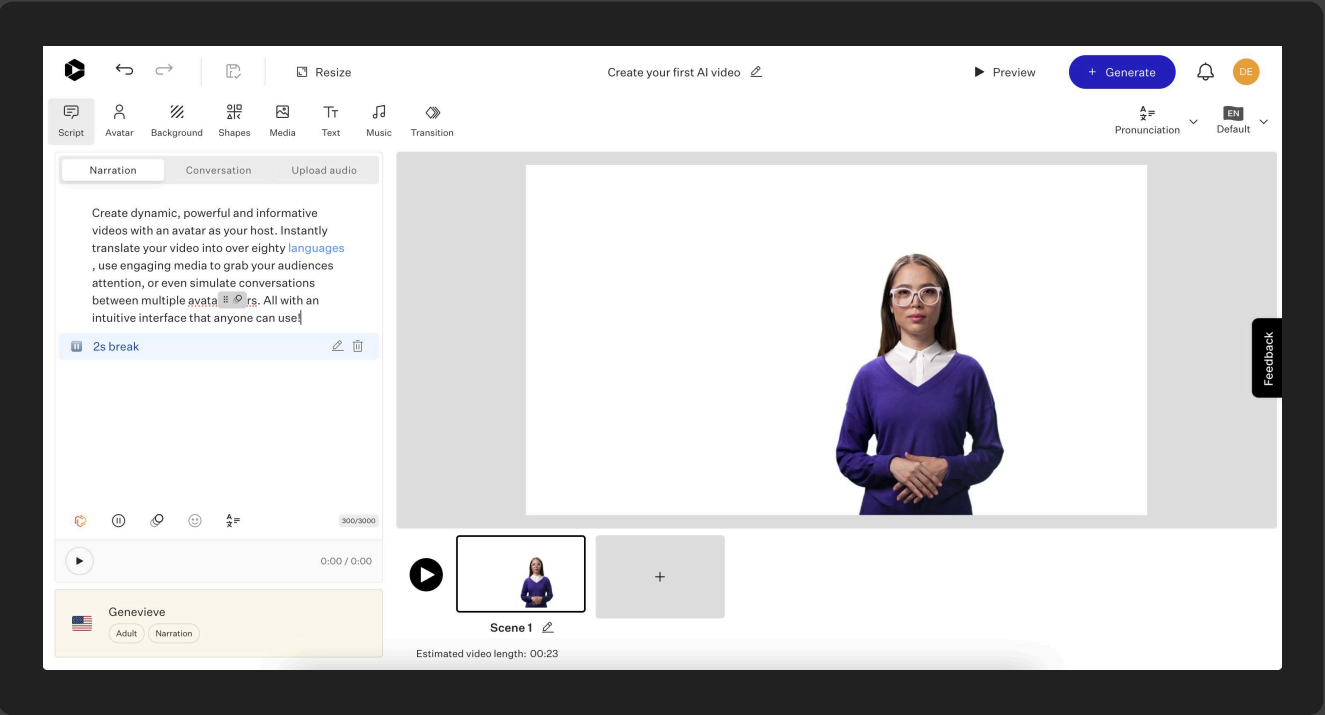 Resize
Create your first AI video
Preview
+ Generate
DE
Script
Avatar
Background
Shapes
Media
Text
Music
Transition
Pronunciation
EN
Default
Narration
Conversation
Upload audio
Create dynamic, powerful and informative
videos with an avatar as your host. Instantly
translate your video into over eighty languages
, use engaging media to grab your audiences
attention, or even simulate conversations
between multiple avatars. All with an
intuitive interface that anyone can use!
2s break
300/3000
0:00 / 0:00
Genevieve
Adult
Narration
Feedback
+
Scene 1
Estimated video length: 00:23